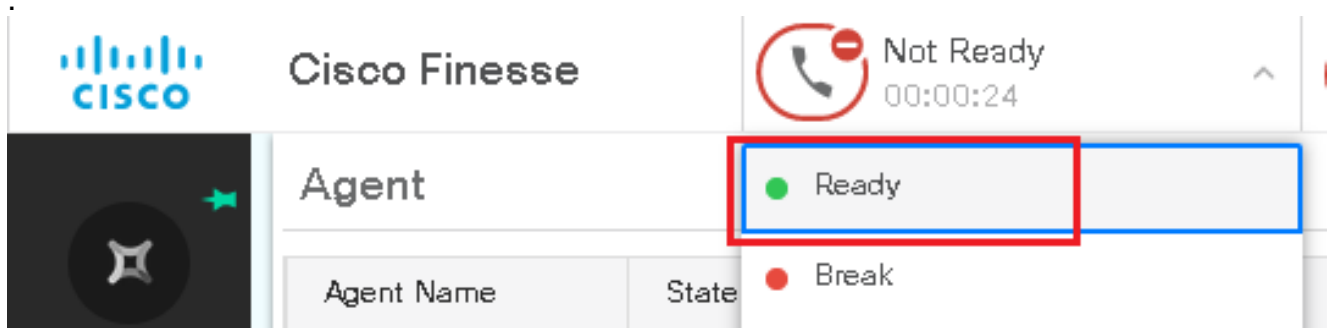 .
CISCO
Cisco Finesse
Not Ready
00:00:24
Agent
Ready
Agent Name
State
Break